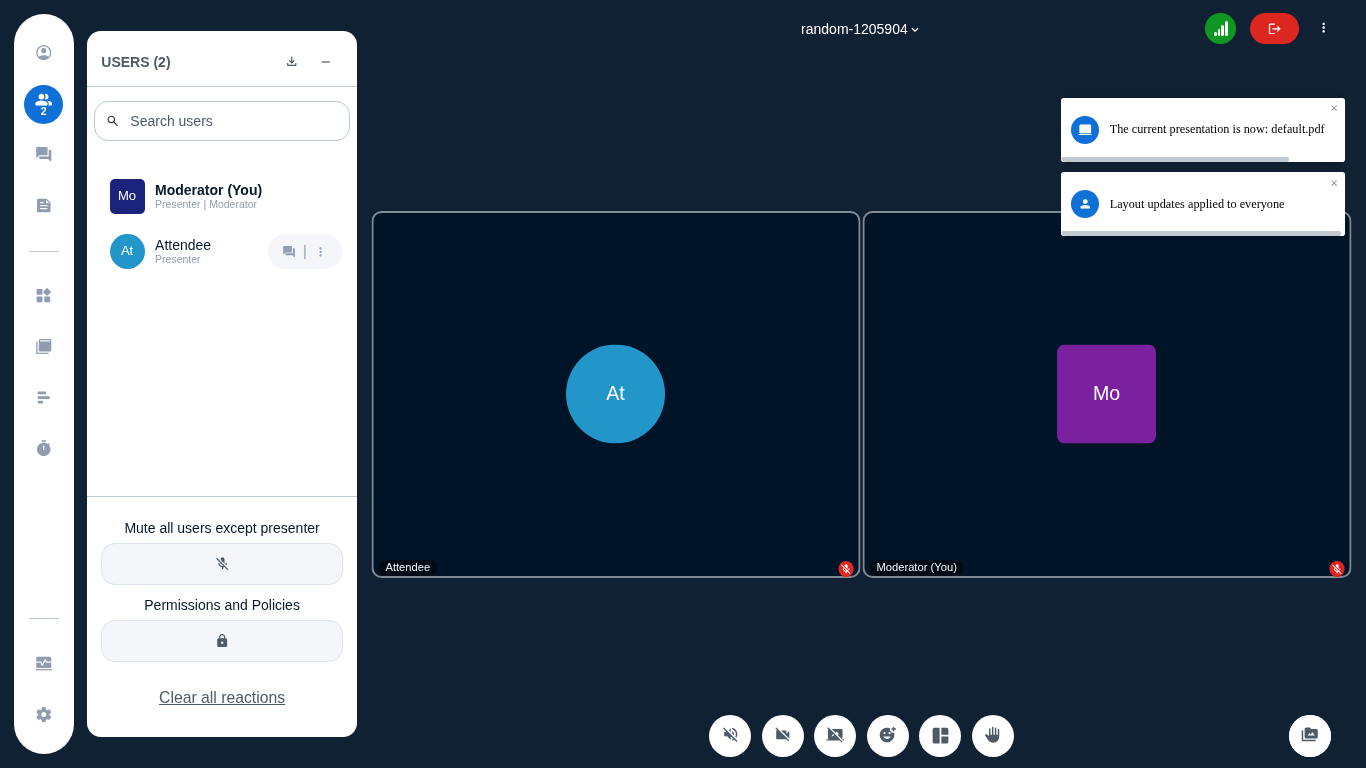 random-1205904
USERS (2)
2
Search users
Mo
Moderator (You)
Presenter | Moderator
At
Attendee
Presenter
Mute all users except presenter
Permissions and Policies
Clear all reactions
The current presentation is now: default.pdf
Layout updates applied to everyone
At
Mo
Attendee
Moderator (You)